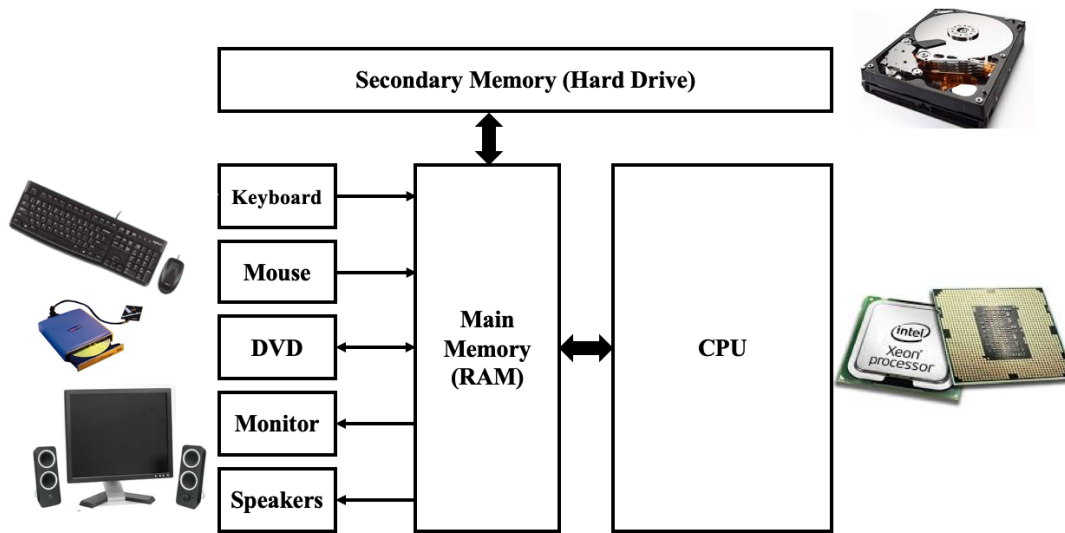 Secondary Memory (Hard Drive)
Keyboard
Mouse
DVD
Monitor
Speakers
Main
Memory
(RAM)
CPU
intel
Xeon®
processor